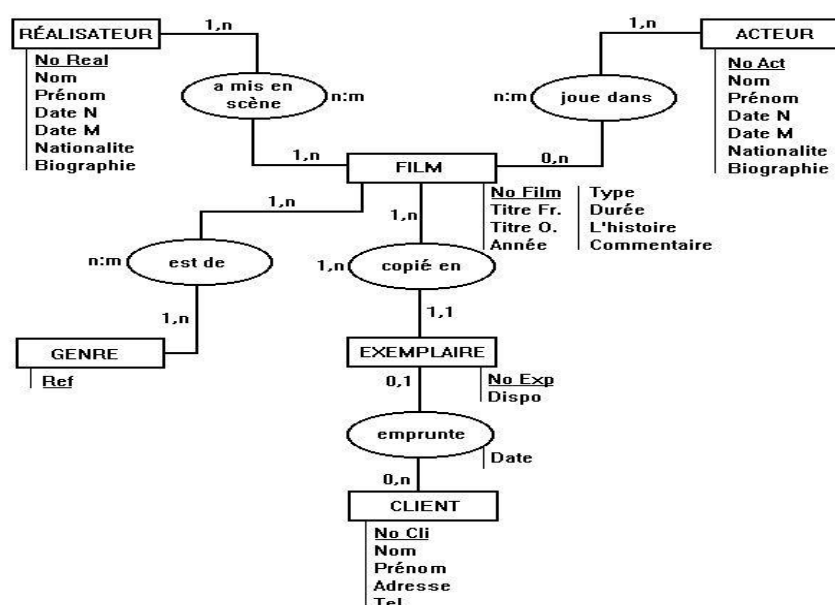 RÉALISATEUR
No Real
Nom
Prénom
Date N
Date M
Nationalite
Biographie
1,n
a mis en
scène
n:m
1,n
ACTEUR
No Act
Nom
Prénom
Date N
Date M
Nationalite
Biographie
1,n
n:m
joue dans
0,n
FILM
No Film
Titre Fr.
Titre O.
Année
Type
Durée
L'histoire
Commentaire
1,n
n:m
est de
1,n
GENRE
Ref
1,n
1,n
copié en
1,1
EXEMPLAIRE
No Exp
Dispo
0,1
emprunte
Date
0,n
CLIENT
No Cli
Nom
Prénom
Adresse
Tel